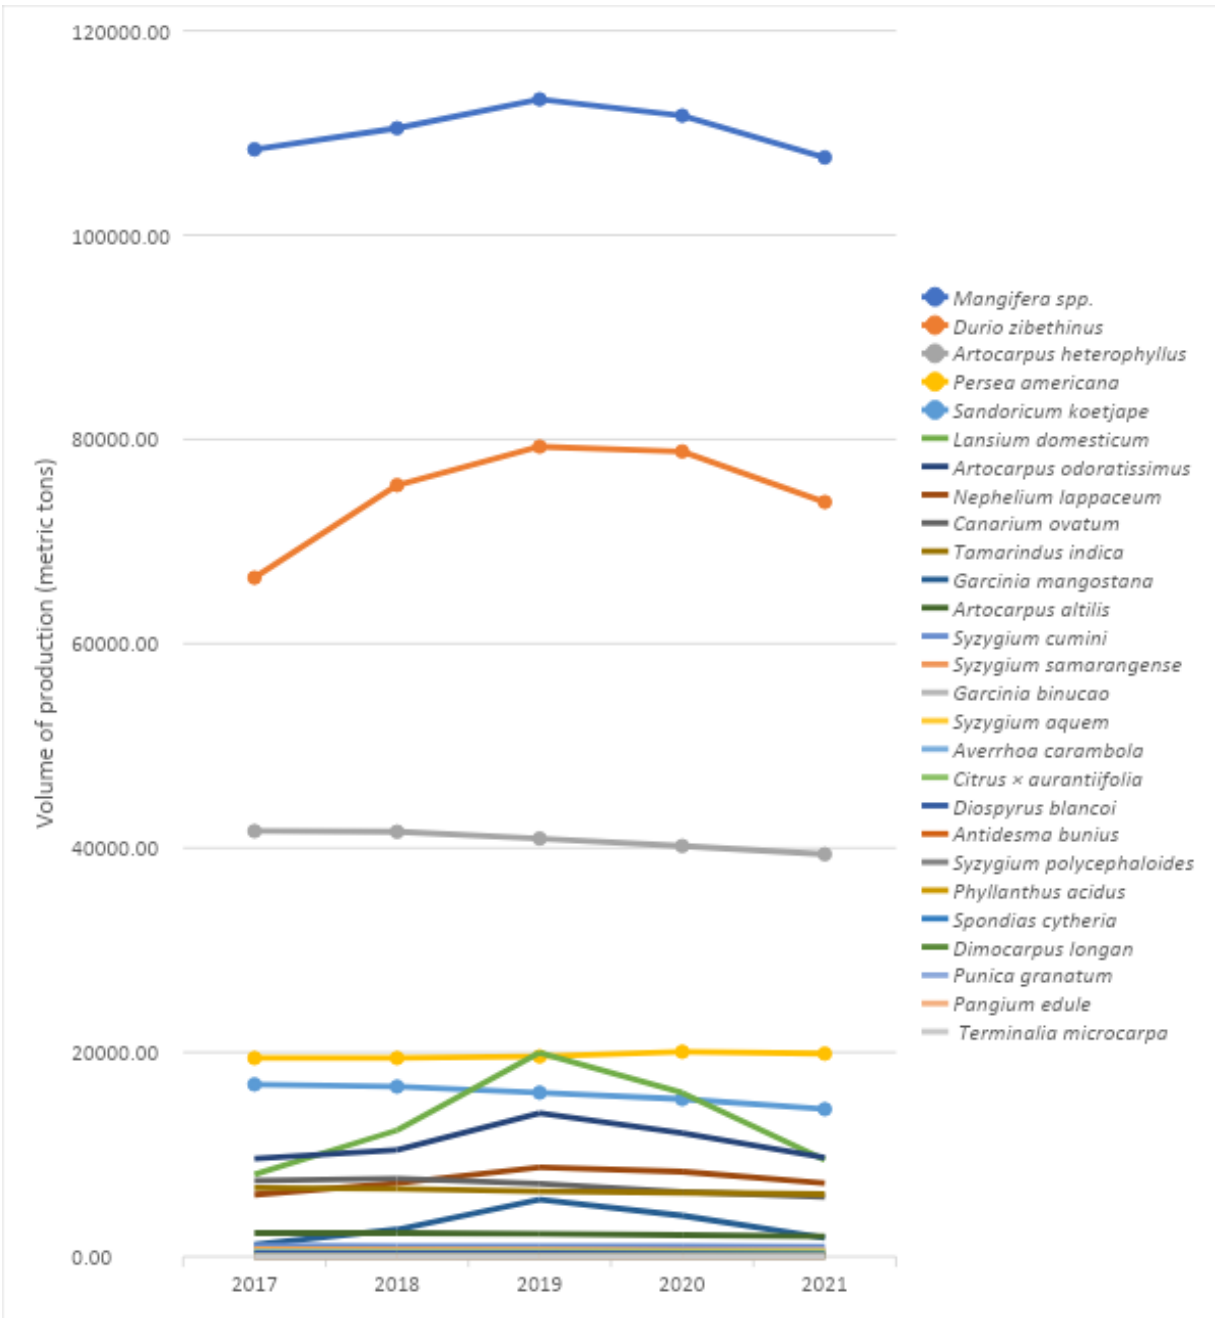 120000.00
100000.00
80000.00
60000.00
40000.00
20000.00
0.00
Volume of production (metric tons)
2017 2018 2019 2020 2021
Mangifera spp.
Durio zibethinus
Artocarpus heterophyllus
Persea americana
Sandoricum koetjape
Lansium domesticum
Artocarpus odoratissimus
Nephelium lappaceum
Canarium ovatum
Tamarindus indica
Garcinia mangostana
Artocarpus altilis
Syzygium cumini
Syzygium samarangense
Garcinia binucao
Syzygium aquem
Averrhoa carambola
Citrus × aurantiifolia
Diospyrus blancoi
Antidesma bunius
Syzygium polycephaloides
Phyllanthus acidus
Spondias cytheria
Dimocarpus longan
Punica granatum
Pangium edule
Terminalia microcarpa